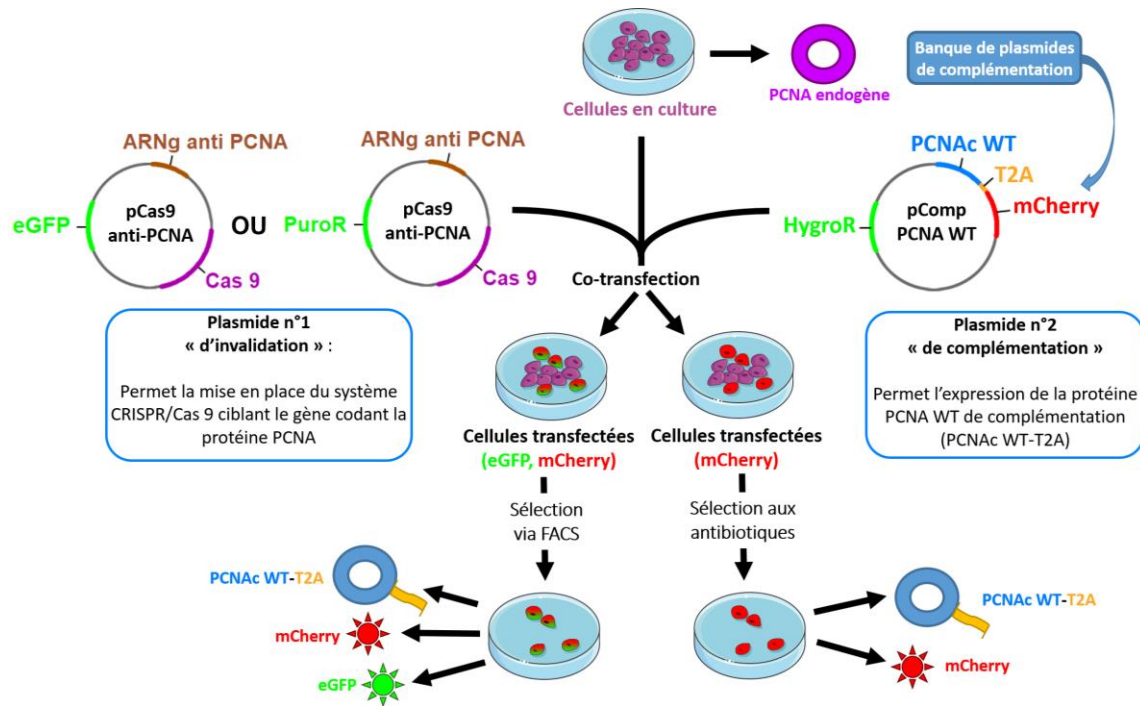 Cellules en culture
PCNA endogène
Banque de plasmides
de complémentation
ARNg anti PCNA
eGFP
pCas9
anti-PCNA
Cas 9
OU
ARNg anti PCNA
PuroR
pCas9
anti-PCNA
Cas 9
PCNAc WT
T2A
mCherry
HygroR
pComp
PCNA WT
Co-transfection
Plasmide n°1
« d’invalidation » :
Permet la mise en place du système
CRISPR/Cas 9 ciblant le gène codant la
protéine PCNA
Plasmide n°2
« de complémentation »
Permet l’expression de la protéine
PCNA WT de complémentation
(PCNAc WT-T2A)
Cellules transfectées
(eGFP, mCherry)
Cellules transfectées
(mCherry)
Sélection
via FACS
Sélection aux
antibiotiques
PCNAc WT-T2A
mCherry
eGFP
PCNAc WT-T2A
mCherry